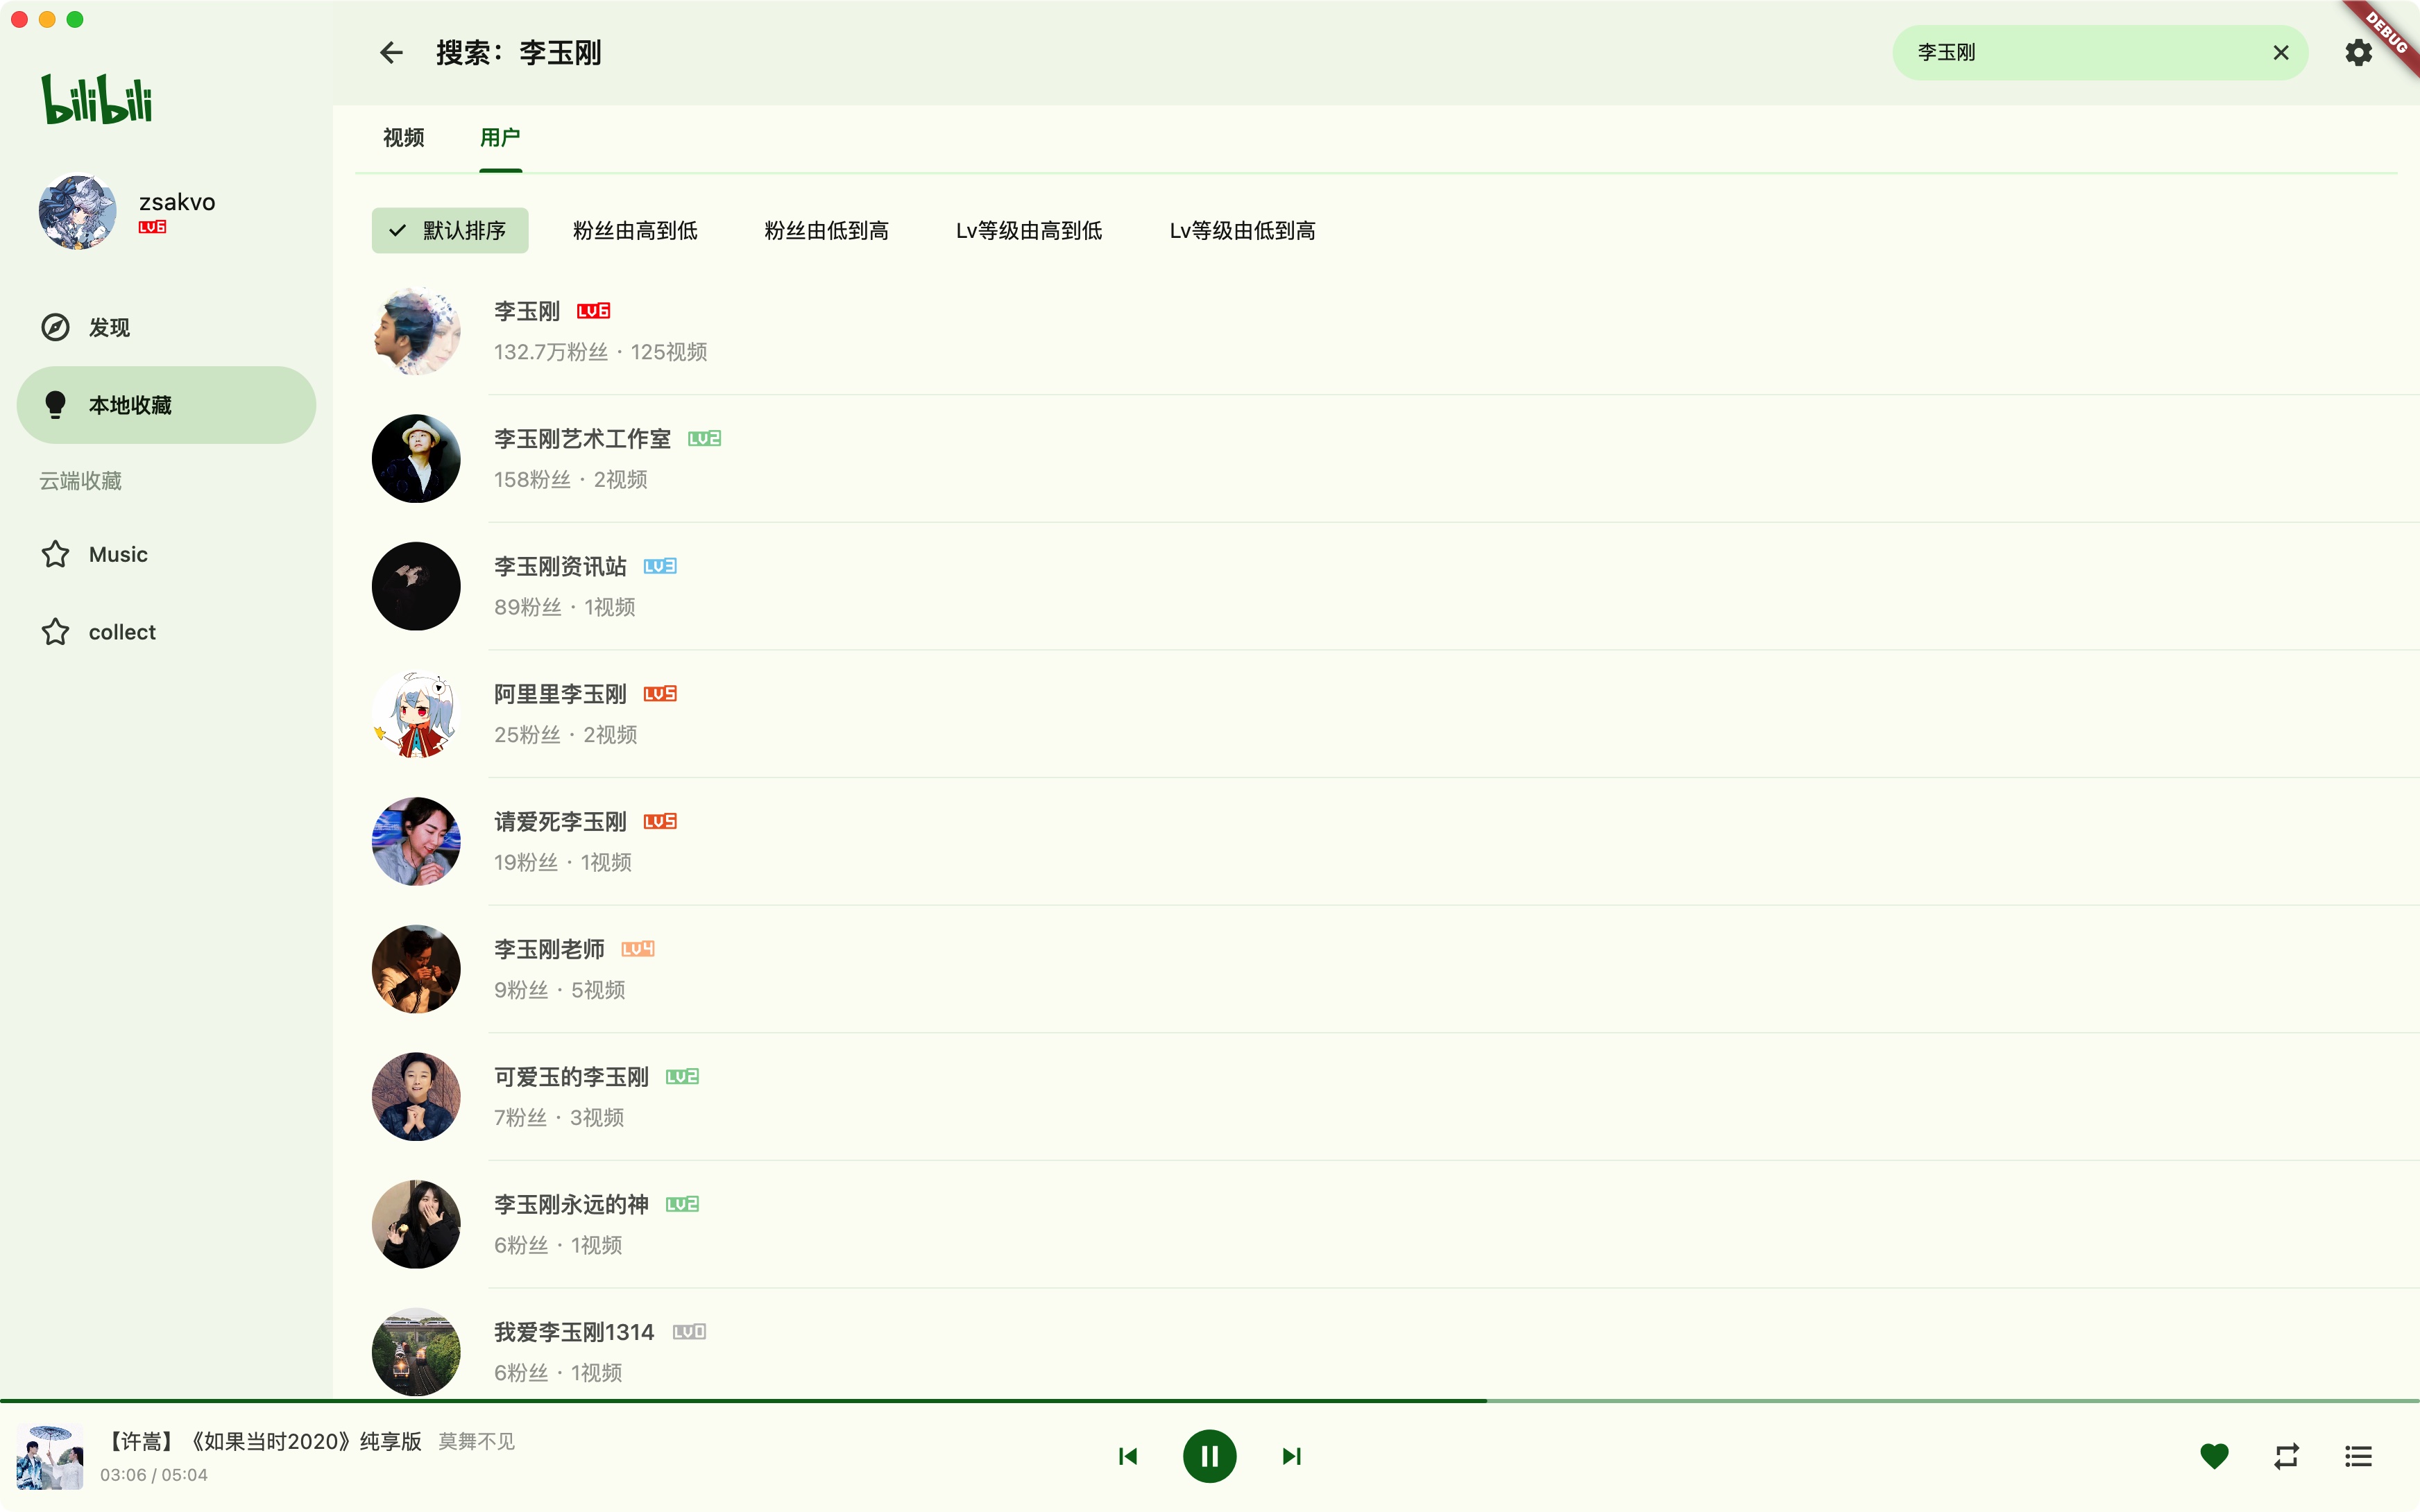 搜索：李玉刚
李玉刚
DEBUG
bilibili
zsakvo
LV6
发现
本地收藏
云端收藏
Music
collect
视频 用户
默认排序 粉丝由高到低 粉丝由低到高 Lv等级由高到低 Lv等级由低到高
李玉刚 LV6
132.7万粉丝 · 125视频
李玉刚艺术工作室 LV2
158粉丝 · 2视频
李玉刚资讯站 LV3
89粉丝 · 1视频
阿里里李玉刚 LV5
25粉丝 · 2视频
请爱死李玉刚 LV5
19粉丝 · 1视频
李玉刚老师 LV4
9粉丝 · 5视频
可爱玉的李玉刚 LV2
7粉丝 · 3视频
李玉刚永远的神 LV2
6粉丝 · 1视频
我爱李玉刚1314 LV0
6粉丝 · 1视频
【许嵩】《如果当时2020》纯享版 莫舞不见
03:06 / 05:04